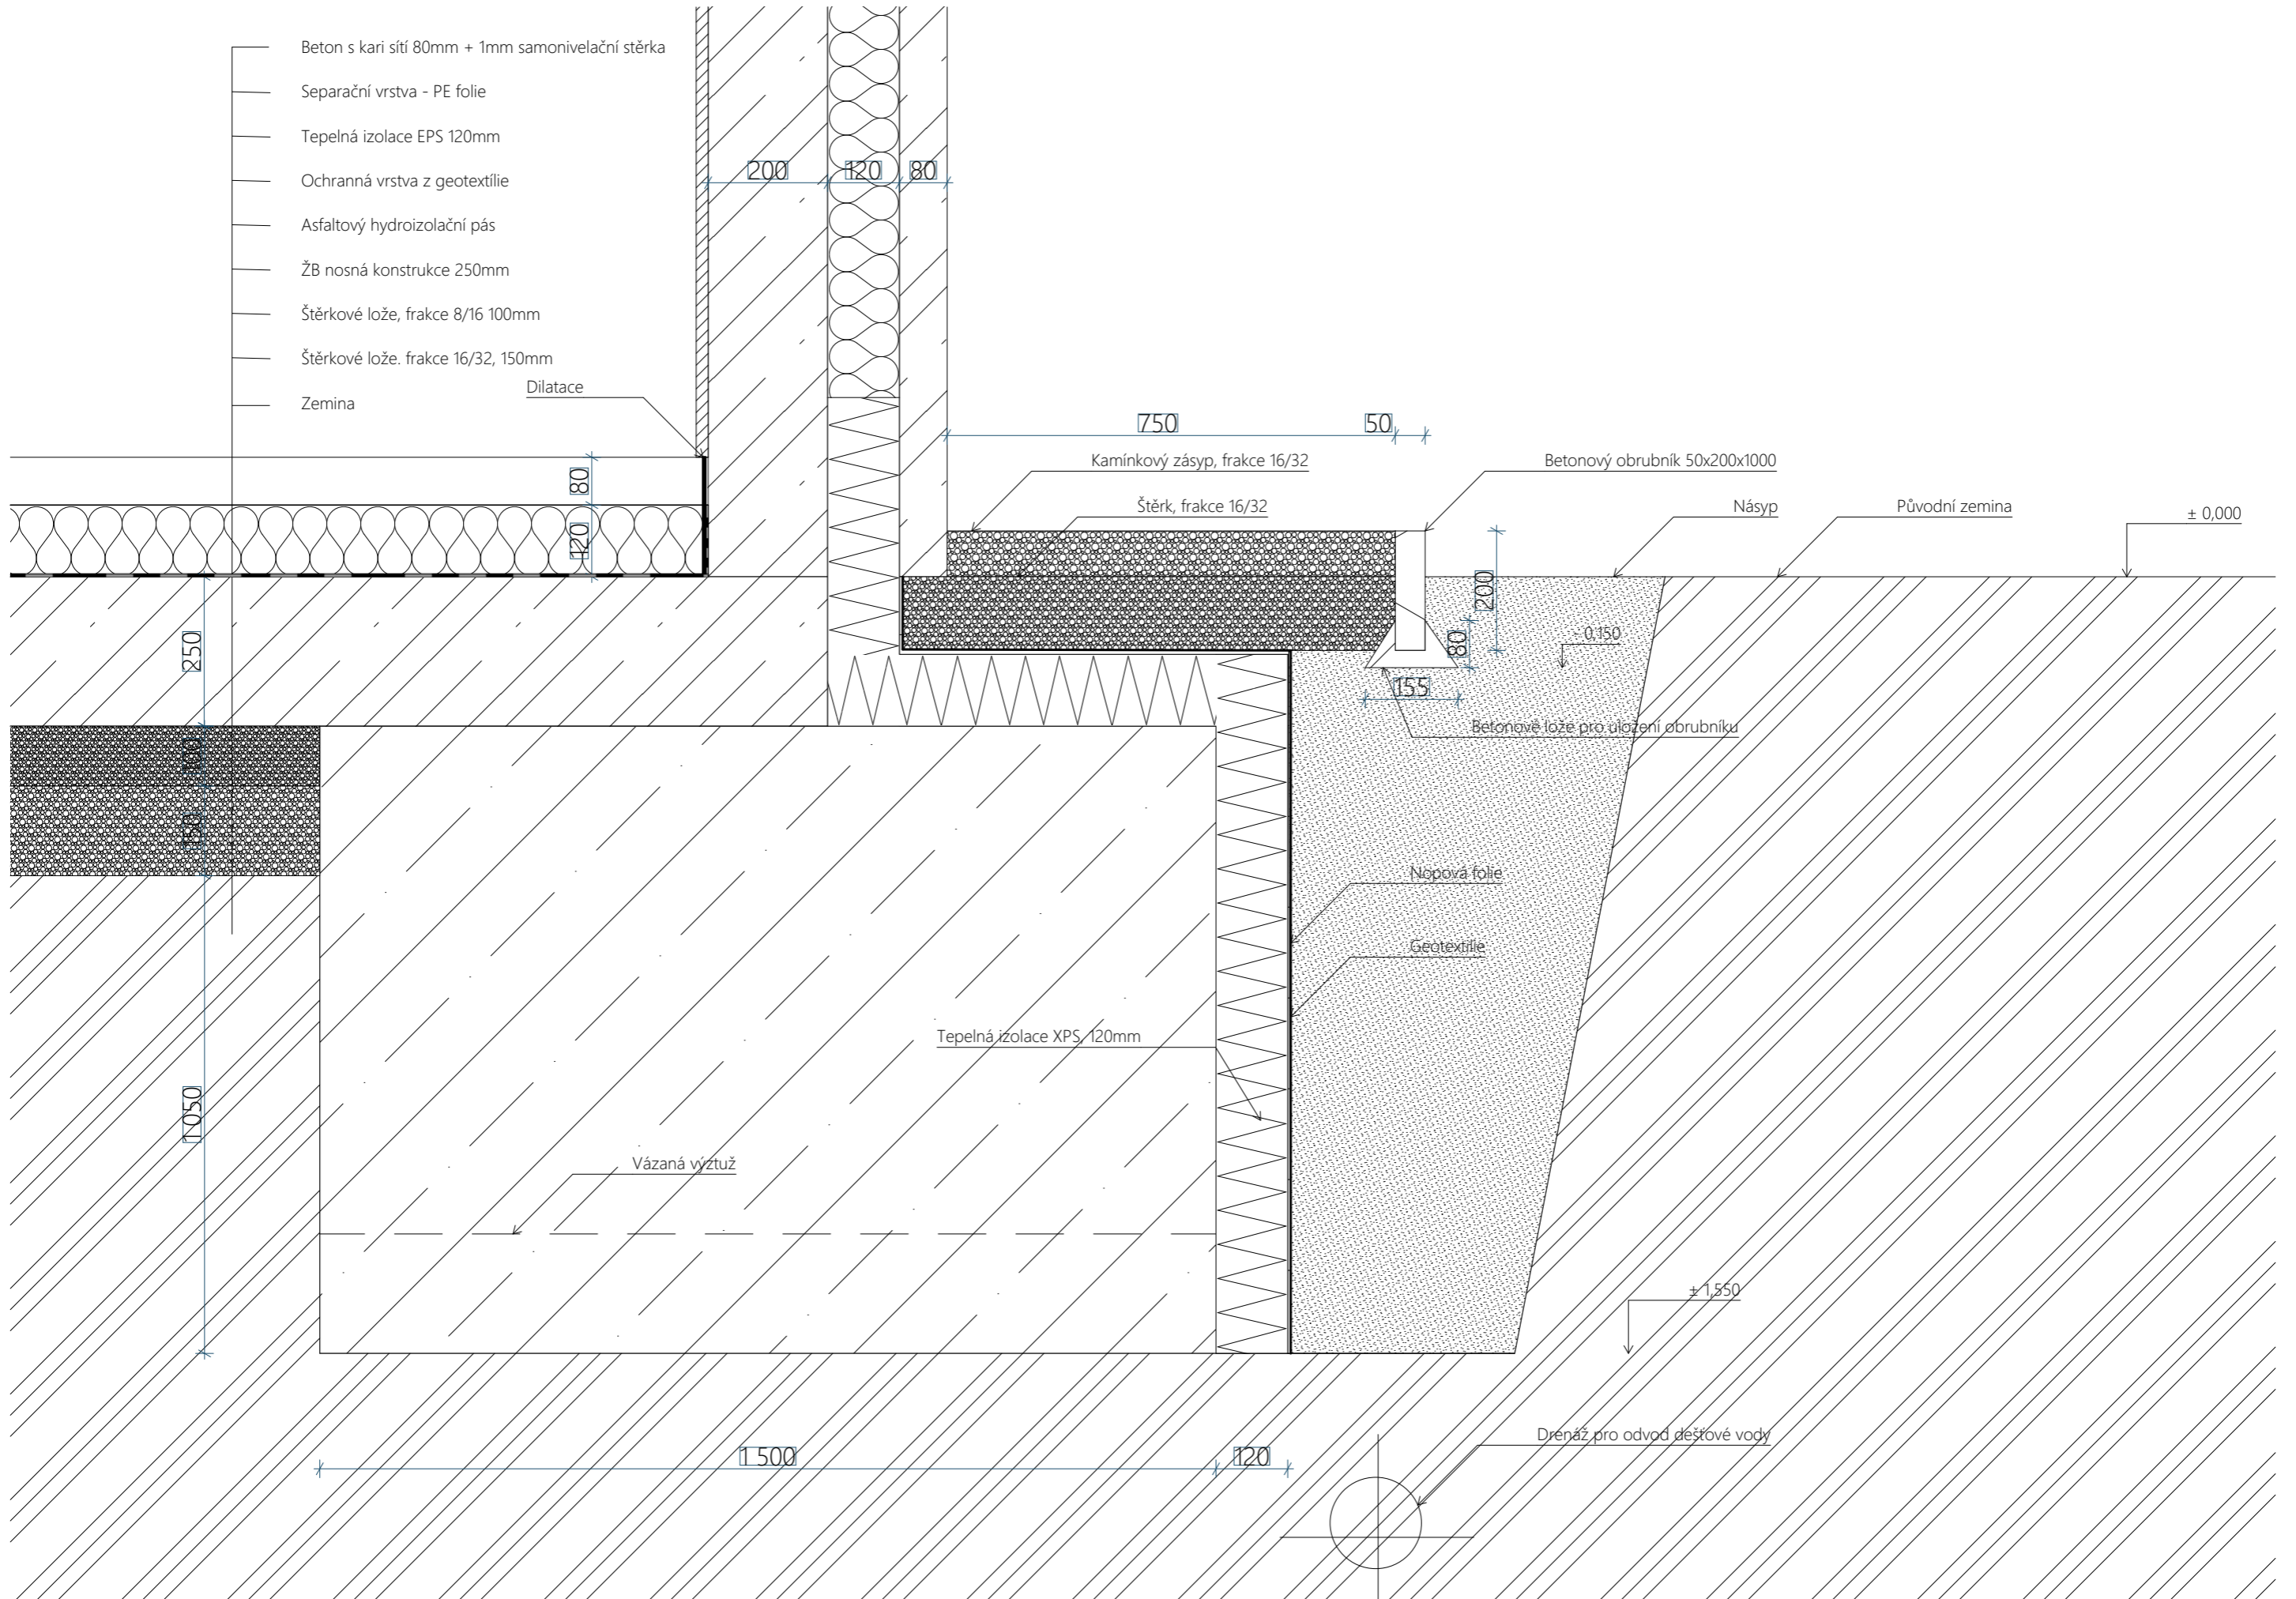 Beton s kari sítí 80mm + 1mm samonivelační stěrka
Separační vrstva - PE folie
Tepelná izolace EPS 120mm
Ochranná vrstva z geotextílie
Asfaltový hydroizolační pás
ŽB nosná konstrukce 250mm
Štěrkové lože, frakce 8/16 100mm
Štěrkové lože. frakce 16/32, 150mm
Zemina
Dilatace
200
120
80
750
50
Kamínkový zásyp, frakce 16/32
Betonový obrubník 50x200x1000
Štěrk, frakce 16/32
Násyp
Původní zemina
± 0,000
80
120
200
80
- 0,150
155
250
Betonové lože pro uložení obrubníku
100
150
Nopová folie
Geotextílie
Tepelná izolace XPS, 120mm
1 050
Vázaná výztuž
± 1,550
Drenáž pro odvod dešťové vody
1 500
120